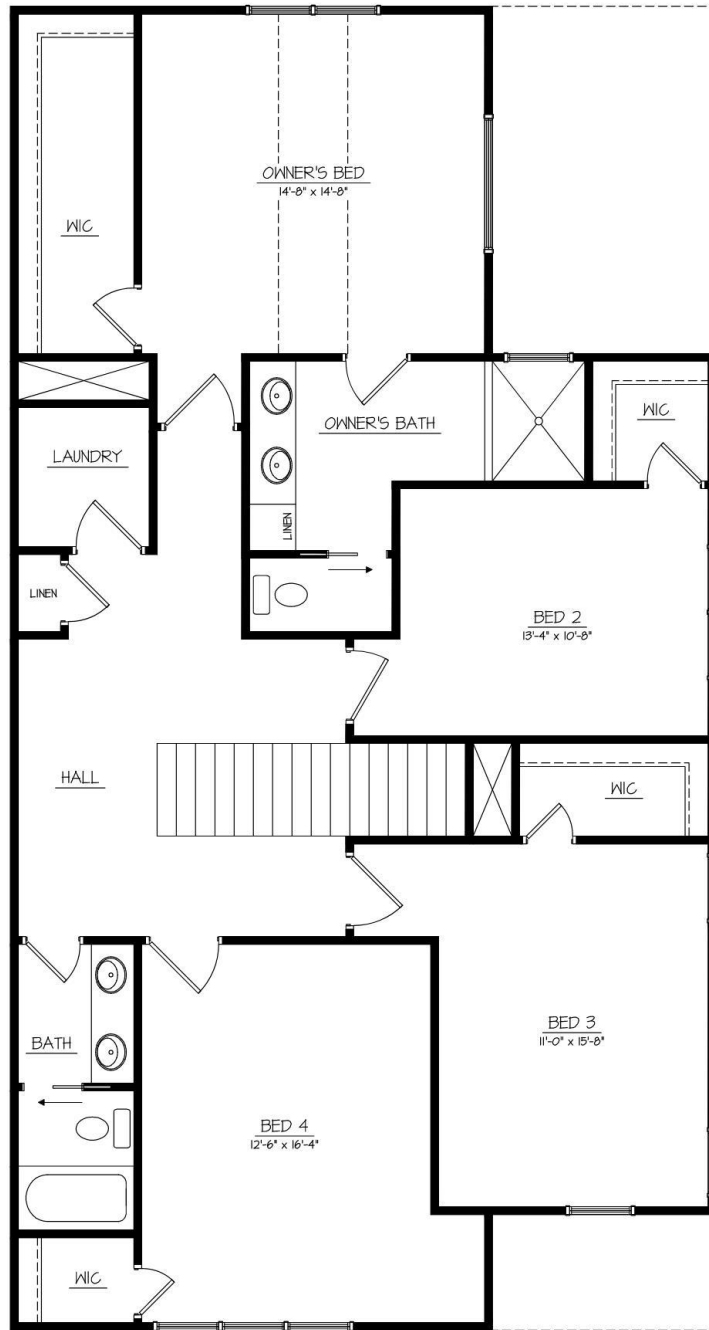 OWNER'S BED
14'-8" x 14'-8"
WIC
WIC
OWNER'S BATH
LAUNDRY
LINEN
LINEN
BED 2
13'-4" x 10'-8"
HALL
WIC
BED 3
11'-0" x 15'-8"
BATH
BED 4
12'-6" x 16'-4"
WIC